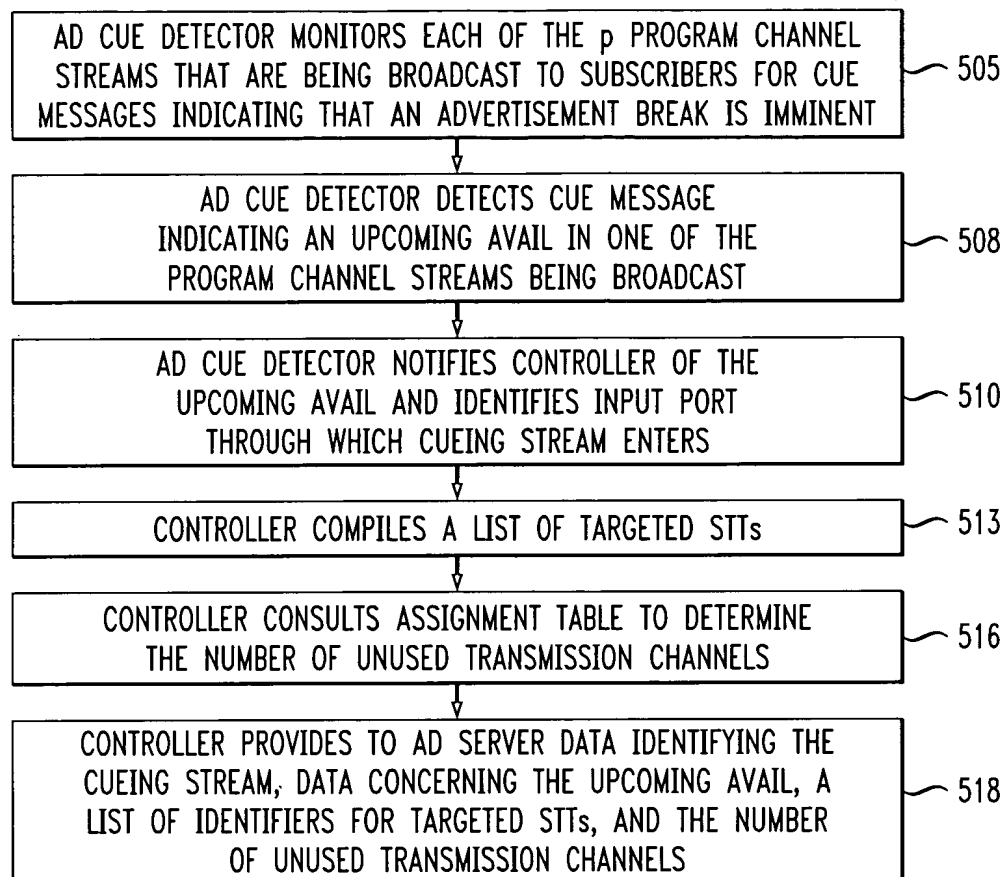 AD CUE DETECTOR MONITORS EACH OF THE p PROGRAM CHANNEL
STREAMS THAT ARE BEING BROADCAST TO SUBSCRIBERS FOR CUE
MESSAGES INDICATING THAT AN ADVERTISEMENT BREAK IS IMMINENT
505
AD CUE DETECTOR DETECTS CUE MESSAGE
INDICATING AN UPCOMING AVAIL IN ONE OF THE
PROGRAM CHANNEL STREAMS BEING BROADCAST
508
AD CUE DETECTOR NOTIFIES CONTROLLER OF THE
UPCOMING AVAIL AND IDENTIFIES INPUT PORT
THROUGH WHICH CUEING STREAM ENTERS
510
CONTROLLER COMPILES A LIST OF TARGETED STTs
513
CONTROLLER CONSULTS ASSIGNMENT TABLE TO DETERMINE
THE NUMBER OF UNUSED TRANSMISSION CHANNELS
516
CONTROLLER PROVIDES TO AD SERVER DATA IDENTIFYING THE
CUEING STREAM, DATA CONCERNING THE UPCOMING AVAIL, A
LIST OF IDENTIFIERS FOR TARGETED STTs, AND THE NUMBER
OF UNUSED TRANSMISSION CHANNELS
518